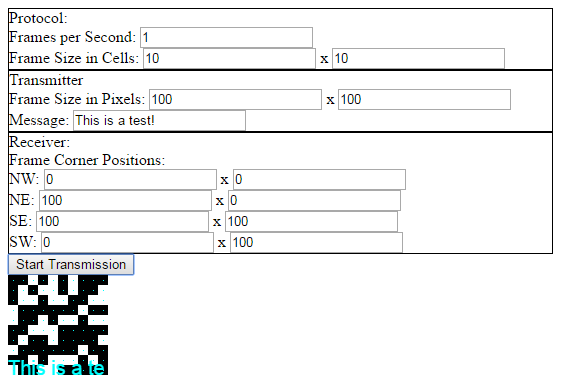 Protocol:
Frames per Second: 1
Frame Size in Cells: 10 x 10
Transmitter
Frame Size in Pixels: 100 x 100
Message: This is a test!
Receiver:
Frame Corner Positions:
NW: 0 x 0
NE: 100 x 0
SE: 100 x 100
SW: 0 x 100
Start Transmission
This is a te